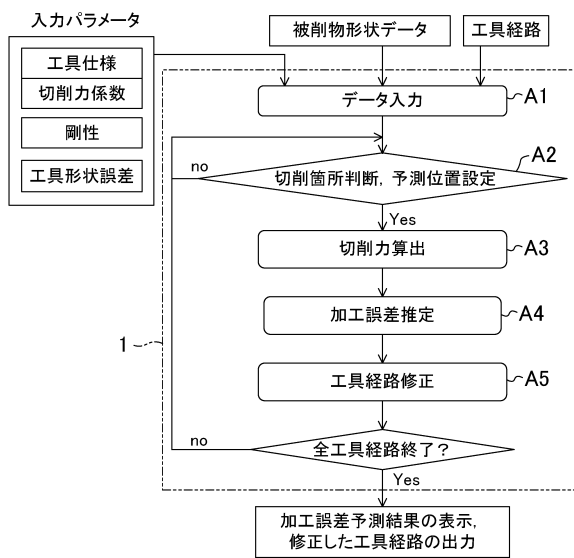 入力パラメータ
工具仕様
切削力係数
剛性
工具形状誤差
被削物形状データ
工具経路
データ入力
A1
no
切削箇所判断, 予測位置設定
A2
Yes
切削力算出
A3
加工誤差推定
A4
1
工具経路修正
A5
no
全工具経路終了?
Yes
加工誤差予測結果の表示,
修正した工具経路の出力